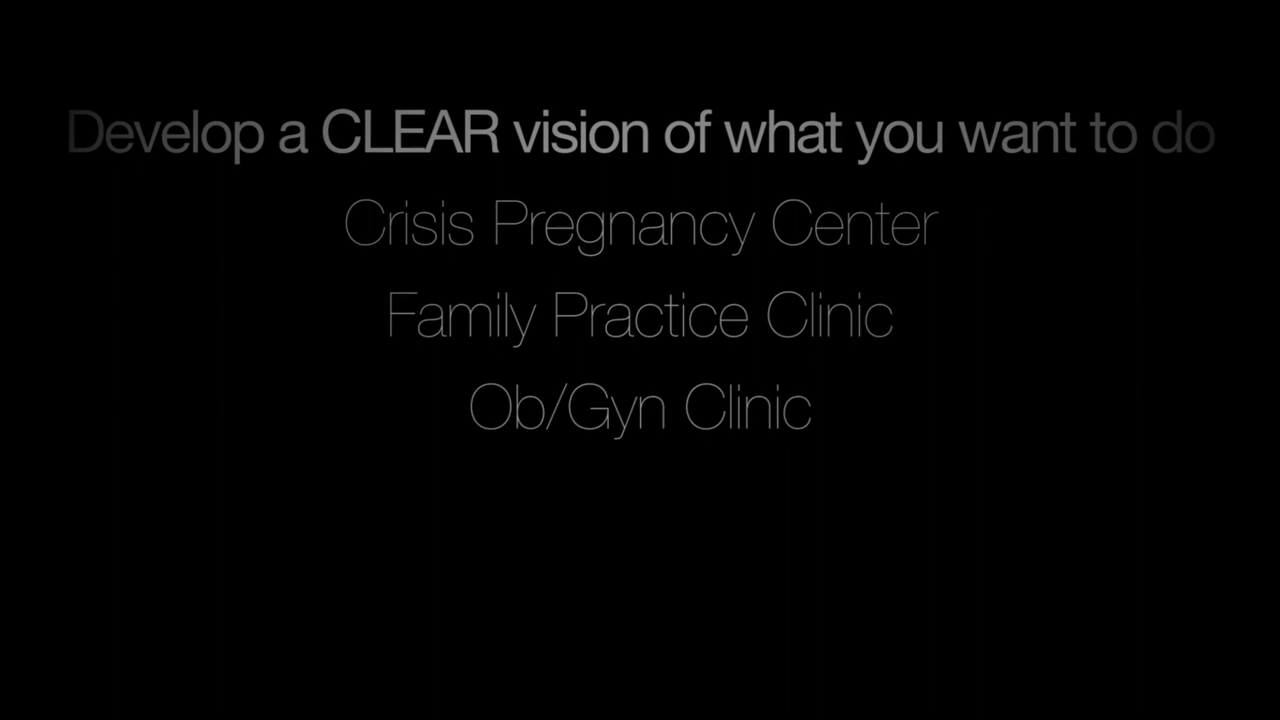 Develop a CLEAR vision of what you want to do
Crisis Pregnancy Center
Family Practice Clinic
Ob/Gyn Clinic